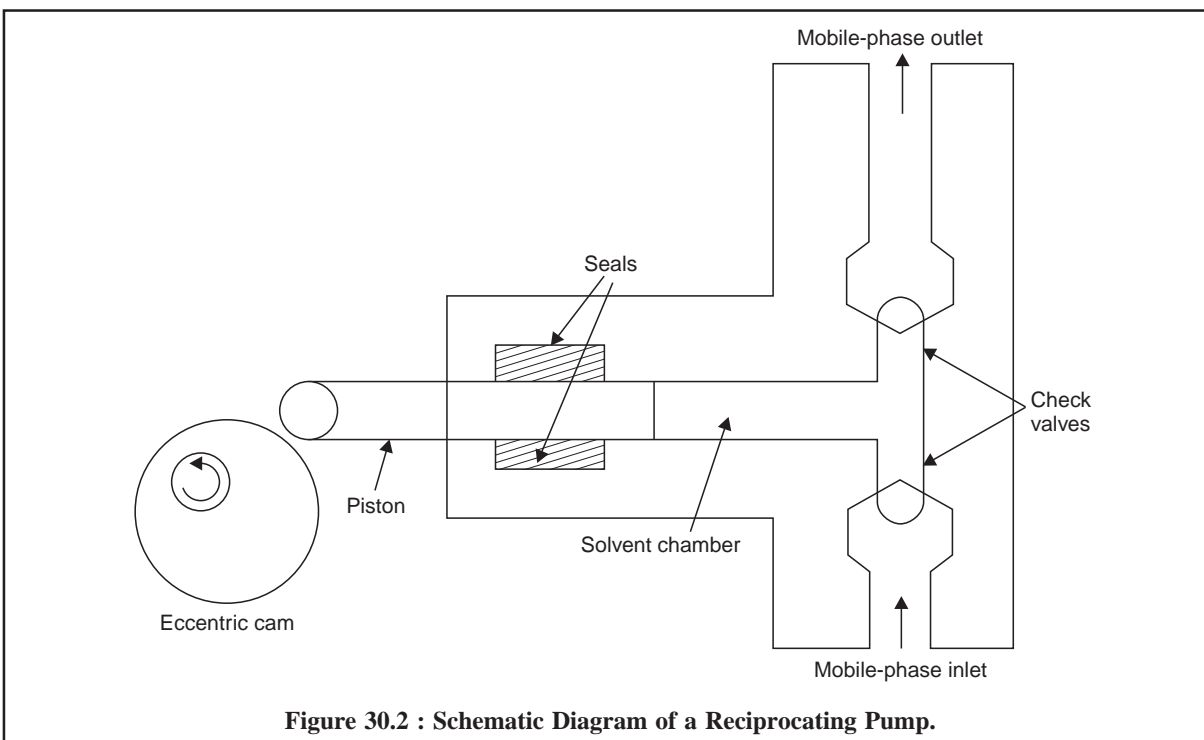 Mobile-phase outlet
Seals
Check
valves
Piston
Solvent chamber
Eccentric cam
Mobile-phase inlet
Figure 30.2 : Schematic Diagram of a Reciprocating Pump.